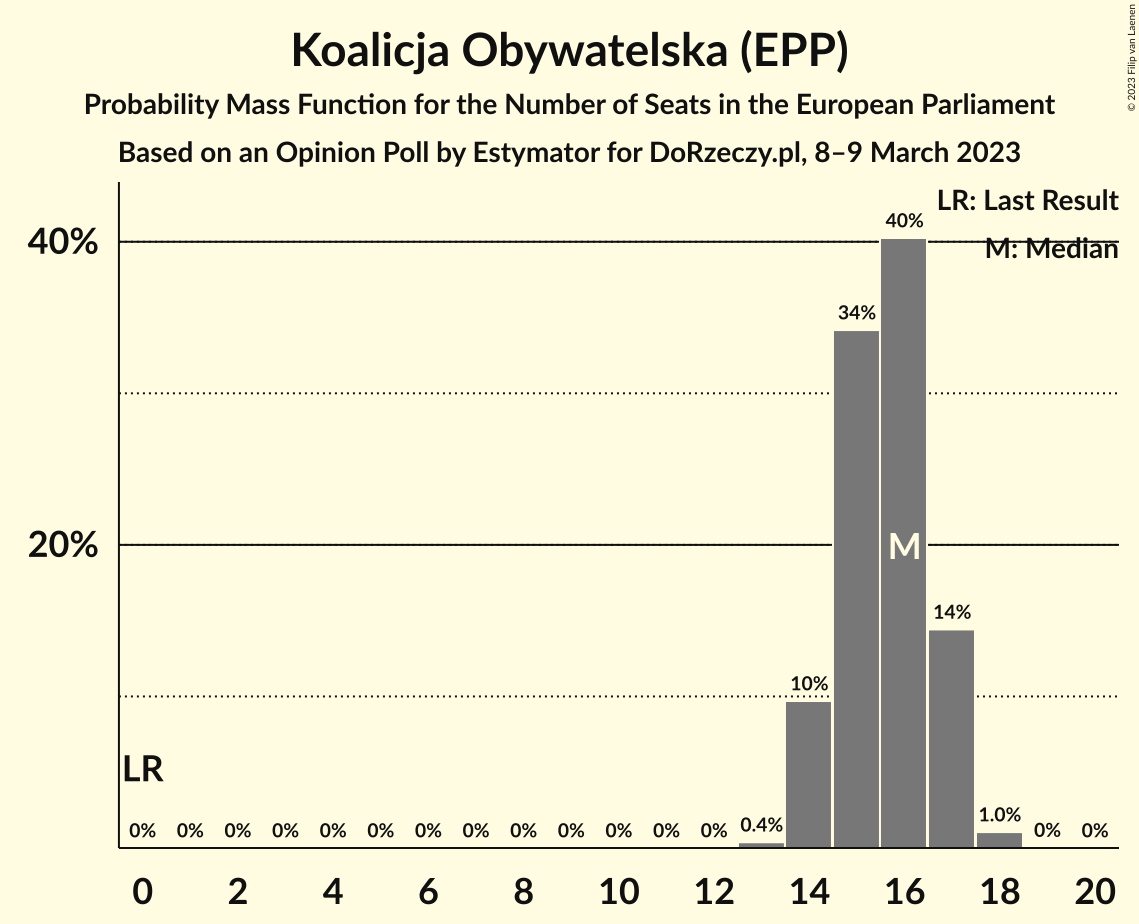 Koalicja Obywatelska (EPP)
Probability Mass Function for the Number of Seats in the European Parliament
Based on an Opinion Poll by Estymator for DoRzeczy.pl, 8–9 March 2023
© 2023 Filip van Laenen
LR: Last Result
M: Median
40%
20%
40%
34%
M
14%
10%
LR
0% 0% 0% 0% 0% 0% 0% 0% 0% 0% 0% 0% 0% 0.4% 1.0% 0% 0%
0 2 4 6 8 10 12 14 16 18 20